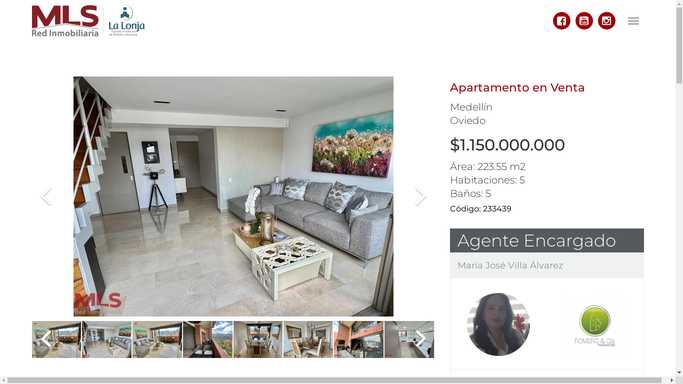 MLS
Red Inmobiliaria
La Lonja
Apartamento en Venta
Medellín
Oviedo
$1.150.000.000
Área: 223.55 m2
Habitaciones: 5
Baños: 5
Código: 233439
MLS
Agente Encargado
Maria José Villa Álvarez